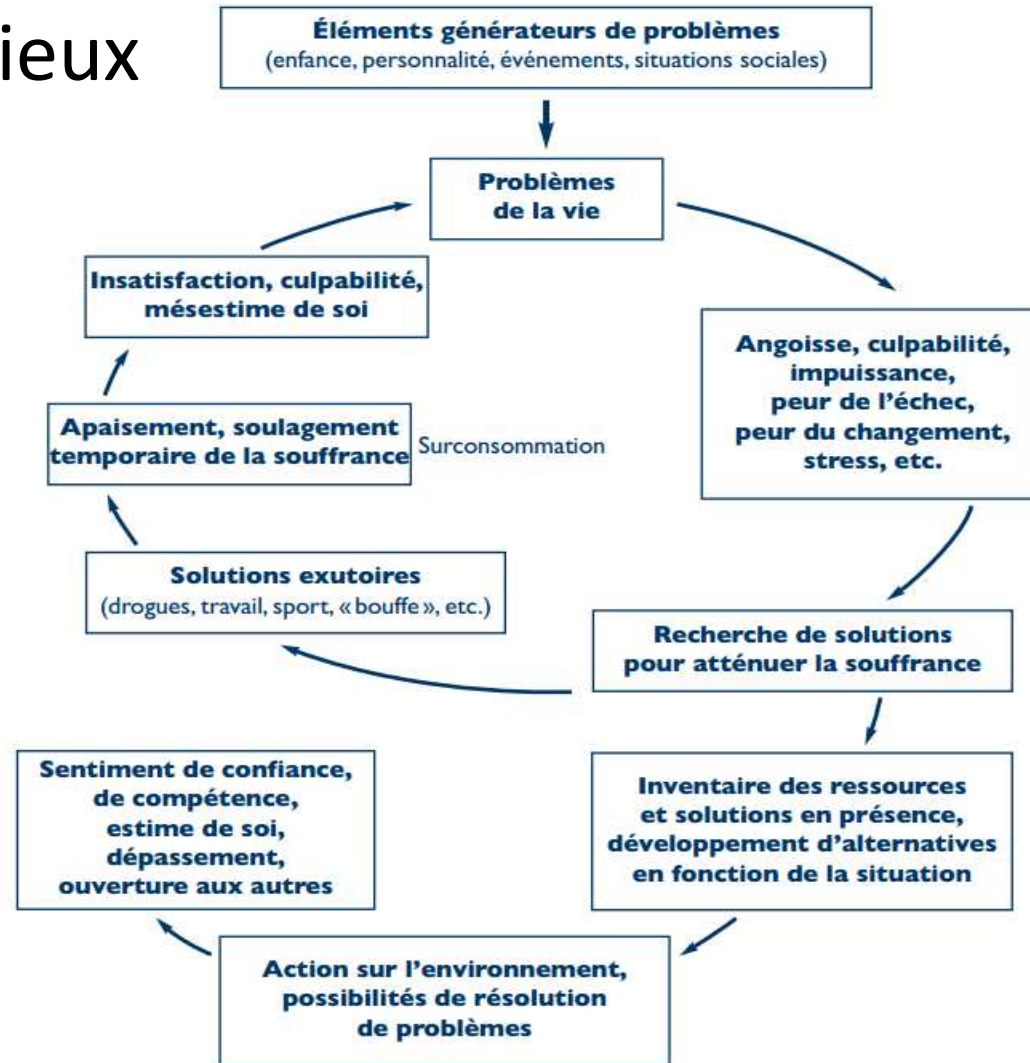 ieux
Éléments générateurs de problèmes
(enfance, personnalité, événements, situations sociales)
Problèmes
de la vie
Insatisfaction, culpabilité,
mésestime de soi
Angoisse, culpabilité,
impuissance,
peur de l’échec,
peur du changement,
stress, etc.
Apaisement, soulagement
temporaire de la souffrance
Surconsommation
Solutions exutoires
(drogues, travail, sport, « bouffe », etc.)
Recherche de solutions
pour atténuer la souffrance
Sentiment de confiance,
de compétence,
estime de soi,
dépassement,
ouverture aux autres
Inventaire des ressources
et solutions en présence,
développement d’alternatives
en fonction de la situation
Action sur l’environnement,
possibilités de résolution
de problèmes